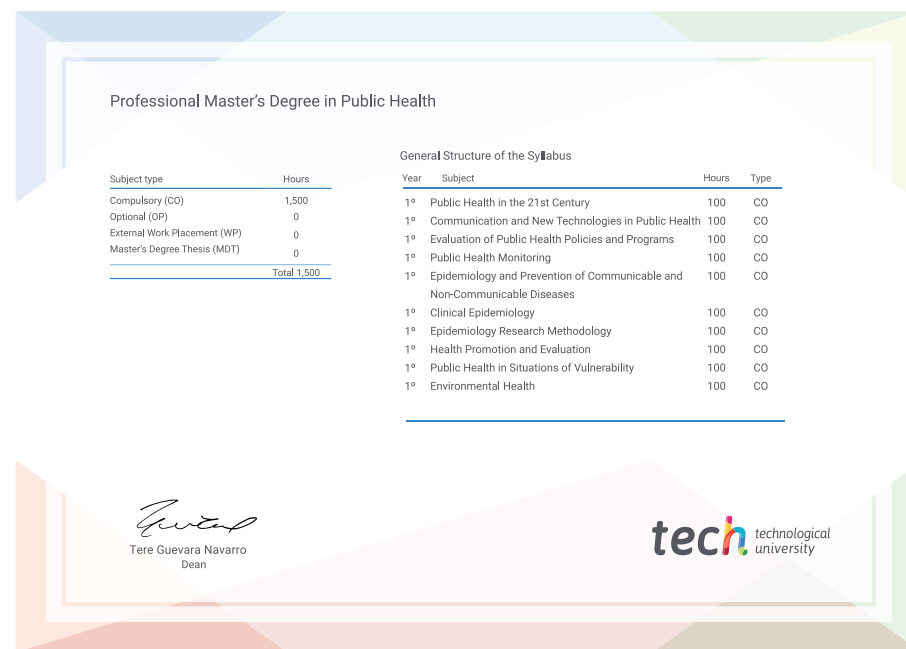 Professional Master's Degree in Public Health
General Structure of the Syllabus
Subject type Hours
Compulsory (CO) 1,500
Optional (OP) 0
External Work Placement (WP) 0
Master's Degree Thesis (MDT) 0
Total 1,500
Year Subject Hours Type
1º Public Health in the 21st Century 100 CO
1º Communication and New Technologies in Public Health 100 CO
1º Evaluation of Public Health Policies and Programs 100 CO
1º Public Health Monitoring 100 CO
1º Epidemiology and Prevention of Communicable and 100 CO
Non-Communicable Diseases
1º Clinical Epidemiology 100 CO
1º Epidemiology Research Methodology 100 CO
1º Health Promotion and Evaluation 100 CO
1º Public Health in Situations of Vulnerability 100 CO
1º Environmental Health 100 CO
Tere Guevara Navarro
Dean
tech technological
university